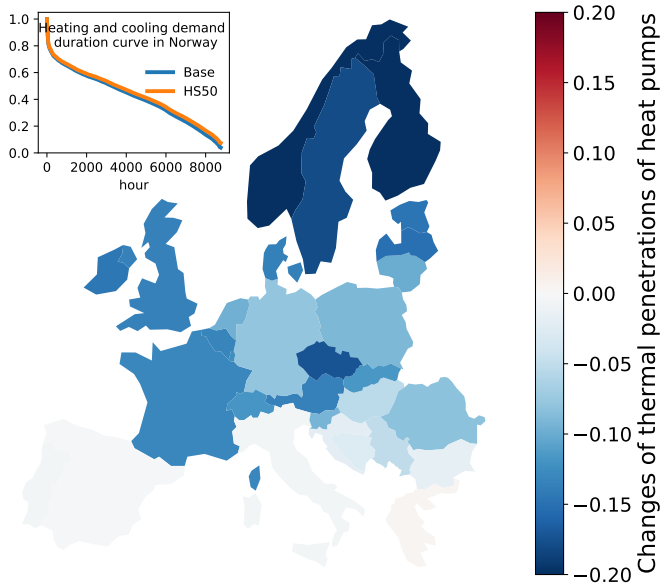 Heating and cooling demand
duration curve in Norway
1.0
0.8
0.6
0.4
0.2
0.0
Base
HS50
0 2000 4000 6000 8000
hour
0.20
0.15
0.10
0.05
0.00
−0.05
−0.10
−0.15
−0.20
Changes of thermal penetrations of heat pumps